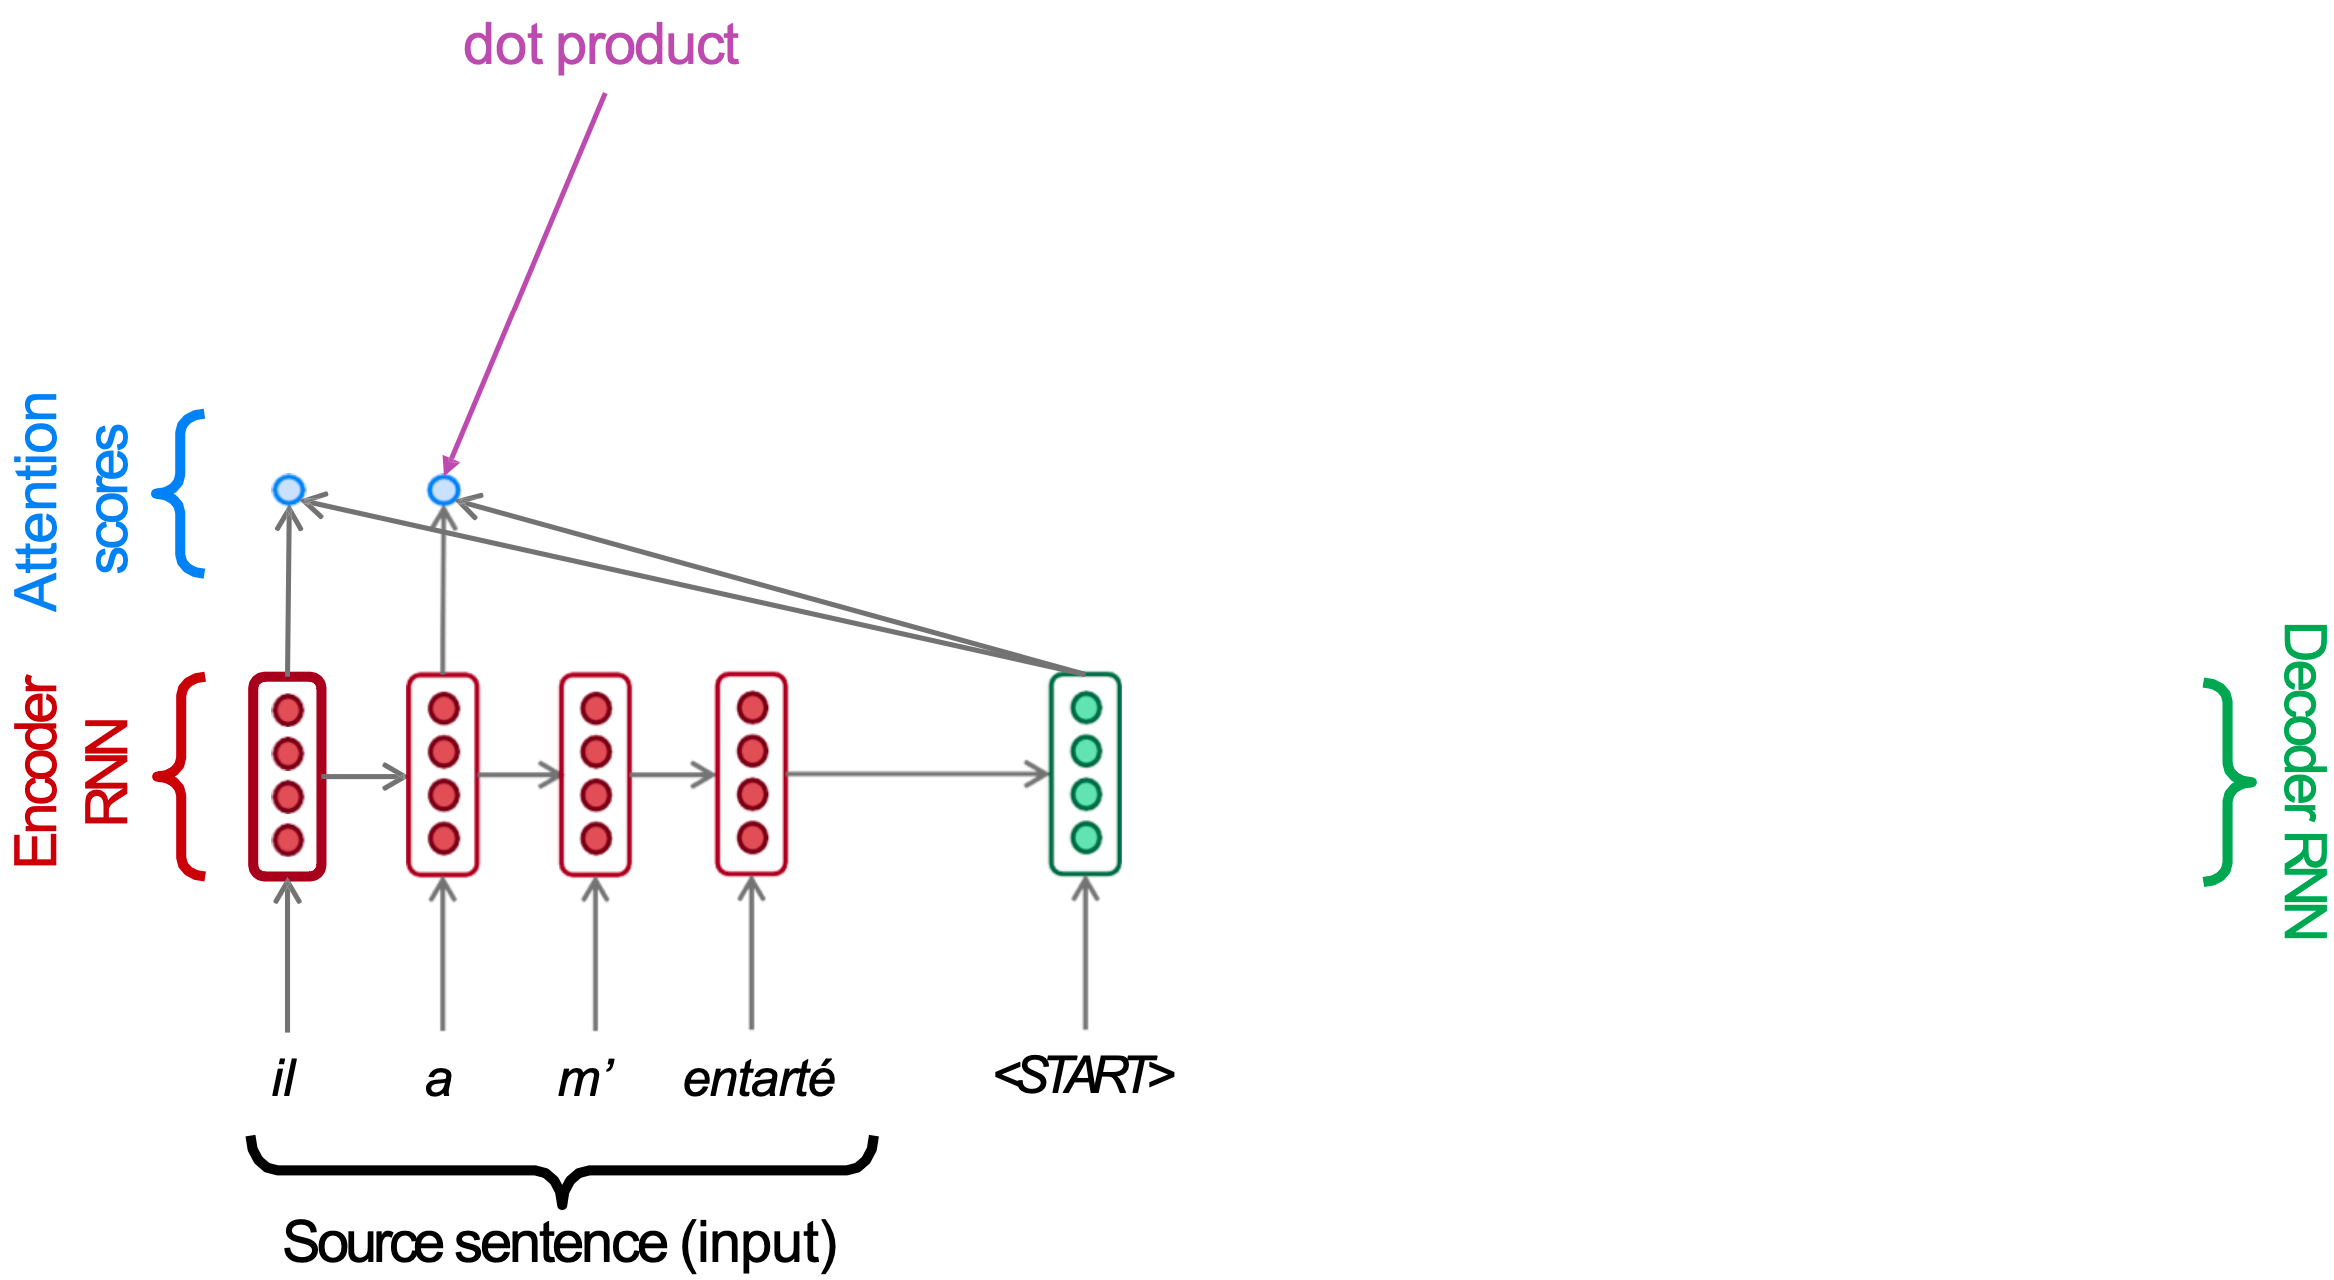 dot product
Attention
scores
Encoder
RNN
Decoder RNN
il a m’ entarté <START>
Source sentence (input)